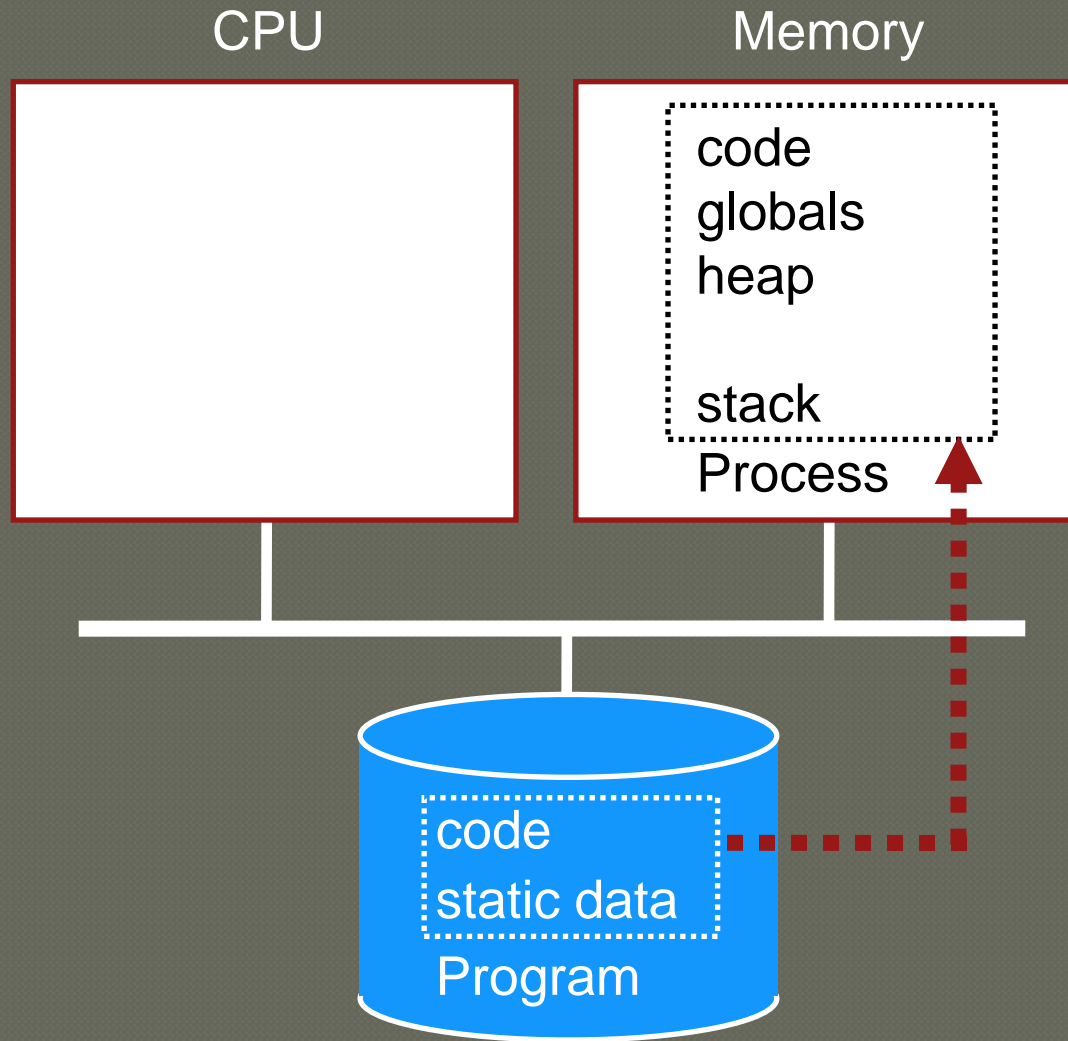 CPU
Memory
code
globals
heap
stack
Process
code
static data
Program